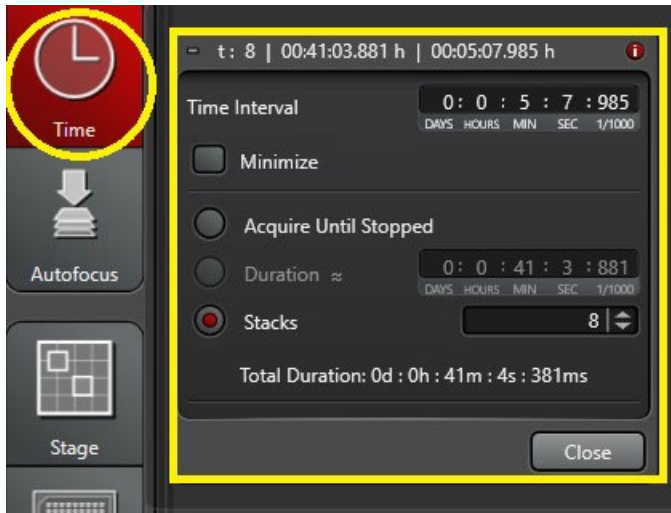 Time
Autofocus
Stage
t: 8 | 00:41:03.881 h | 00:05:07.985 h
Time Interval 0: 0 : 5 : 7 : 985
DAYS HOURS MIN SEC 1/1000
Minimize
Acquire Until Stopped
Duration ≈ 0: 0 : 41 : 3 : 881
DAYS HOURS MIN SEC 1/1000
Stacks 8
Total Duration: 0d : 0h : 41m : 4s : 381ms
Close